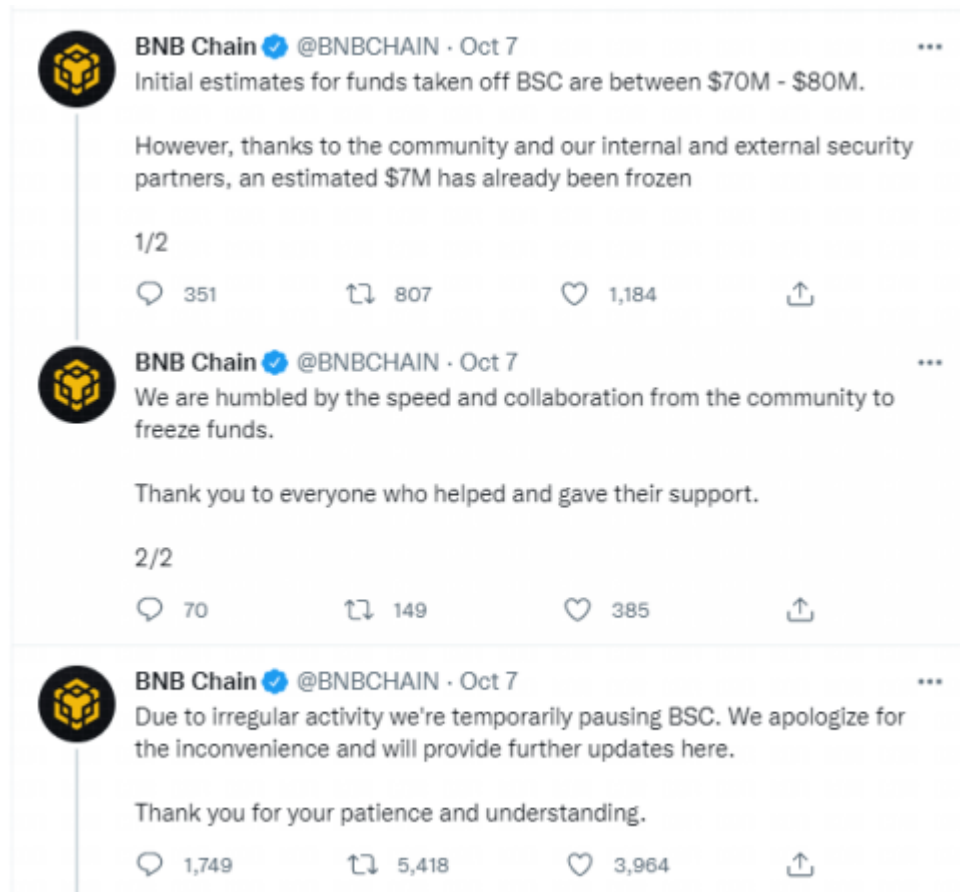 BNB Chain @BNBCHAIN · Oct 7
Initial estimates for funds taken off BSC are between $70M - $80M.
However, thanks to the community and our internal and external security
partners, an estimated $7M has already been frozen
1/2
351 807 1,184
BNB Chain @BNBCHAIN · Oct 7
We are humbled by the speed and collaboration from the community to
freeze funds.
Thank you to everyone who helped and gave their support.
2/2
70 149 385
BNB Chain @BNBCHAIN · Oct 7
Due to irregular activity we're temporarily pausing BSC. We apologize for
the inconvenience and will provide further updates here.
Thank you for your patience and understanding.
1,749 5,418 3,964